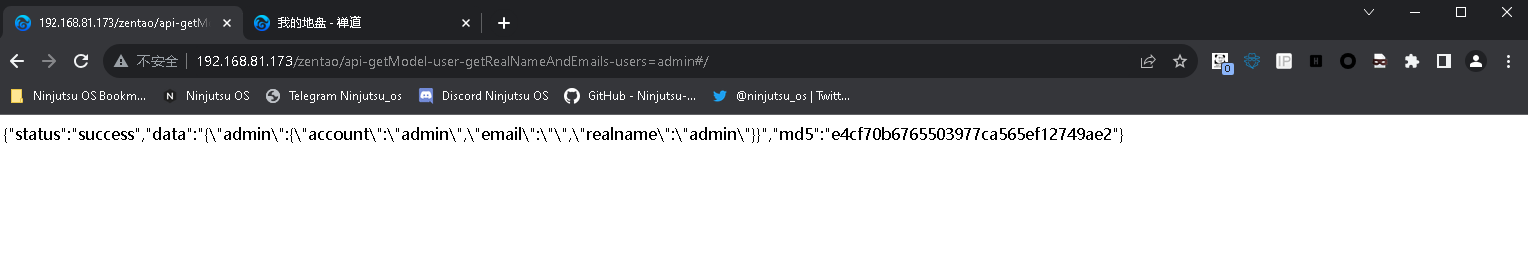 192.168.81.173/zentao/api-getM
我的地盘 - 禅道
不安全
192.168.81.173/zentao/api-getModel-user-getRealNameAndEmails-users=admin#/
0
IP
Ninjutsu OS Bookm...
N
Ninjutsu OS
Telegram Ninjutsu_os
Discord Ninjutsu OS
GitHub - Ninjutsu-...
@ninjutsu_os | Twitt...
{"status":"success","data":"{\"admin\":{\"account\":\"admin\",\"email\":\"\",\"realname\":\"admin\"}}","md5":"e4cf70b6765503977ca565ef12749ae2"}